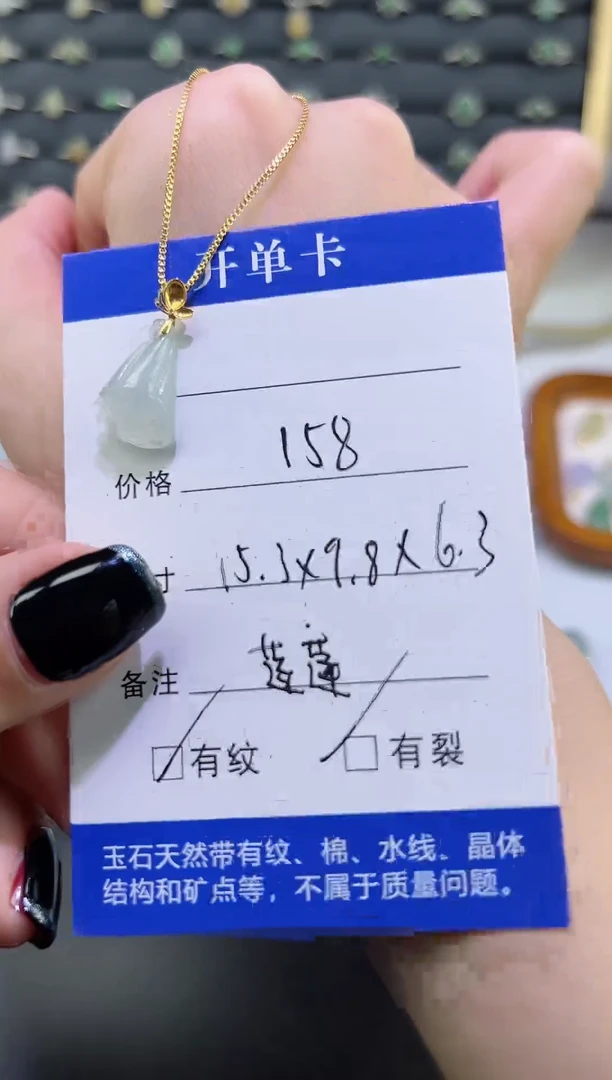 开单卡
价格 158
寸 15.3x9.8x6.3
备注 莲蓬
有纹 有裂
玉石天然带有纹、棉、水线、晶体
结构和矿点等，不属于质量问题。